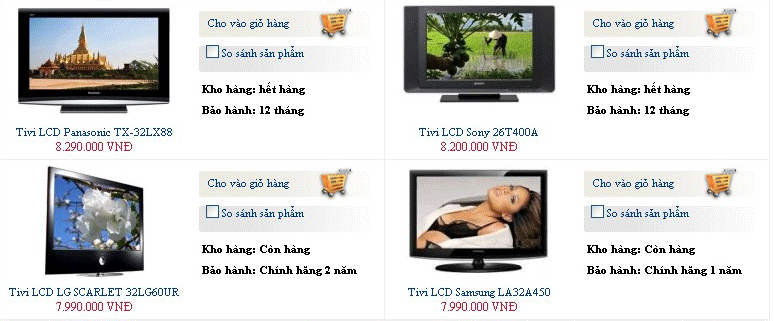 Cho vào giỏ hàng
So sánh sản phẩm
Kho hàng: hết hàng
Bảo hành: 12 tháng
Tivi LCD Panasonic TX-32LX88
8.290.000 VNĐ
Cho vào giỏ hàng
So sánh sản phẩm
Kho hàng: hết hàng
Bảo hành: 12 tháng
Tivi LCD Sony 26T400A
8.200.000 VNĐ
Cho vào giỏ hàng
So sánh sản phẩm
Kho hàng: Còn hàng
Bảo hành: Chính hãng 2 năm
Tivi LCD LG SCARLET 32LG60UR
7.990.000 VNĐ
Cho vào giỏ hàng
So sánh sản phẩm
Kho hàng: Còn hàng
Bảo hành: Chính hãng 1 năm
Tivi LCD Samsung LA32A450
7.990.000 VNĐ